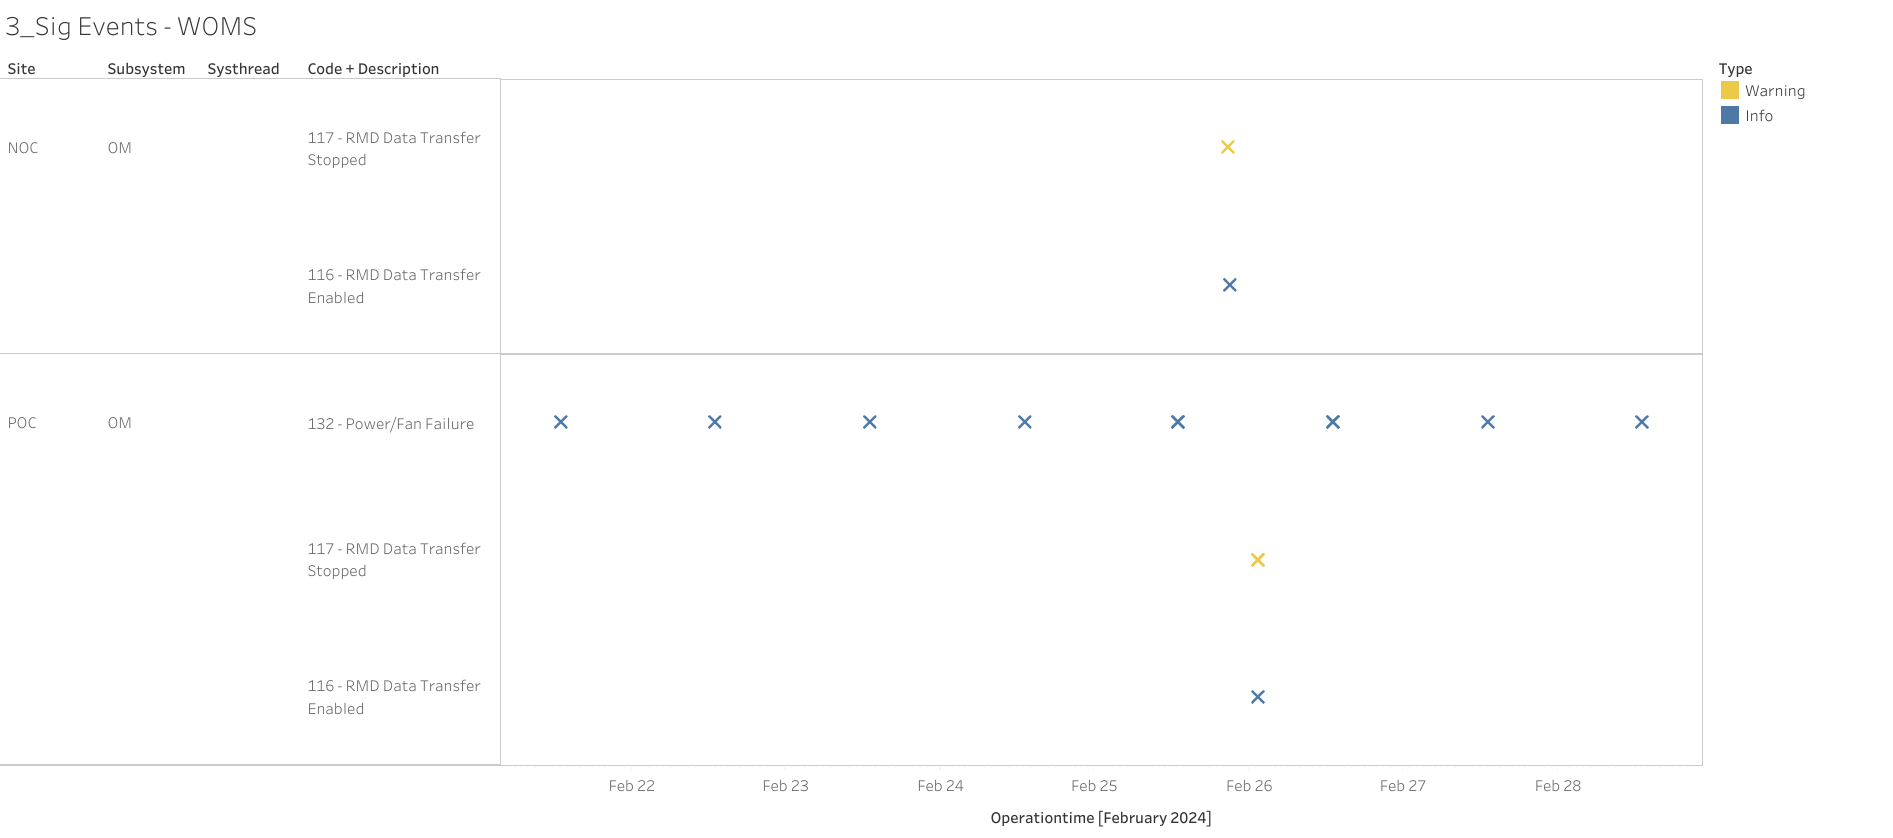 3_Sig Events - WOMS
Site Subsystem Systhread Code + Description
Type
Warning
Info
NOC OM 117 - RMD Data Transfer
Stopped
116 - RMD Data Transfer
Enabled
POC OM 132 - Power/Fan Failure
117 - RMD Data Transfer
Stopped
116 - RMD Data Transfer
Enabled
Feb 22 Feb 23 Feb 24 Feb 25 Feb 26 Feb 27 Feb 28
Operationtime [February 2024]